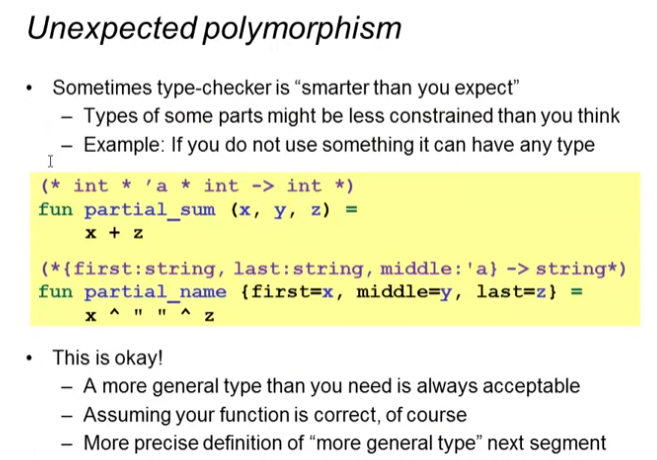 Unexpected polymorphism
• Sometimes type-checker is “smarter than you expect”
– Types of some parts might be less constrained than you think
– Example: If you do not use something it can have any type
(* int * 'a * int -> int *)
fun partial_sum (x, y, z) =
x + z
(*{first:string, last:string, middle:'a} -> string*)
fun partial_name {first=x, middle=y, last=z} =
x ^ " " ^ z
• This is okay!
– A more general type than you need is always acceptable
– Assuming your function is correct, of course
– More precise definition of “more general type” next segment